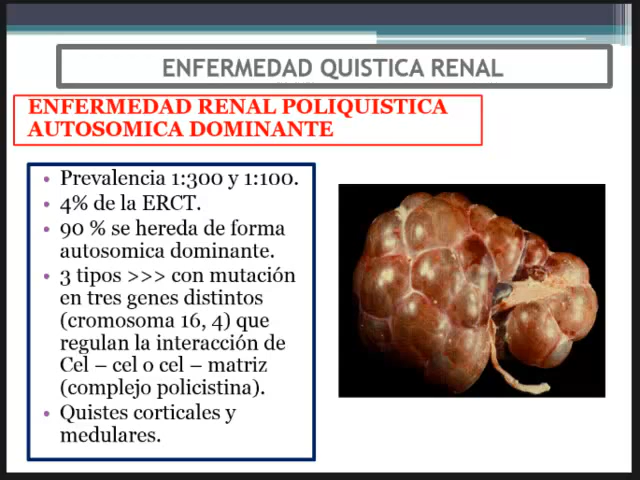 ENFERMEDAD QUISTICA RENAL
ENFERMEDAD RENAL POLIQUISTICA
AUTOSOMICA DOMINANTE
• Prevalencia 1:300 y 1:100.
• 4% de la ERCT.
• 90 % se hereda de forma
autosomica dominante.
• 3 tipos >>> con mutación
en tres genes distintos
(cromosoma 16, 4) que
regulan la interacción de
Cel – cel o cel – matriz
(complejo policistina).
• Quistes corticales y
medulares.